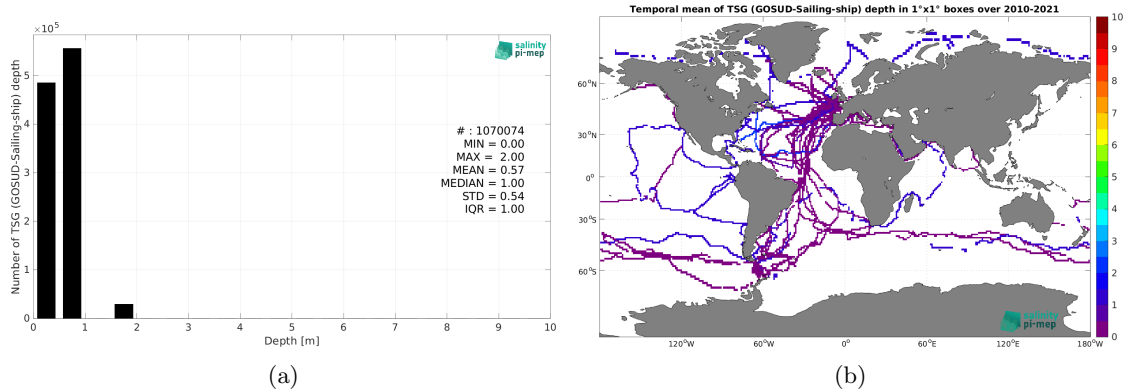 ×10⁵
5
4
3
2
1
0
Number of TSG (GOSUD-Sailing-ship) depth
salinity
pi-mep
# : 1070074
MIN = 0.00
MAX = 2.00
MEAN = 0.57
MEDIAN = 1.00
STD = 0.54
IQR = 1.00
0 1 2 3 4 5 6 7 8 9 10
Depth [m]
(a)
Temporal mean of TSG (GOSUD-Sailing-ship) depth in 1°x1° boxes over 2010-2021
60°N
30°N
0°
30°S
60°S
120°W 60°W 0° 60°E 120°E 180°W
salinity
pi-mep
10
9
8
7
6
5
4
3
2
1
0
(b)